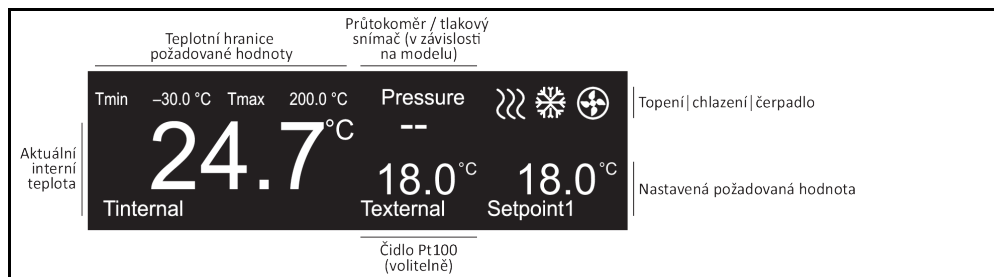 Teplotní hranice
požadované hodnoty
Průtokoměr / tlakový
snímač (v závislosti
na modelu)
Tmin –30.0 °C Tmax 200.0 °C
Pressure
--
Topení | chlazení | čerpadlo
Aktuální
interní
teplota
24.7 °C
Tinternal
18.0 °C
Texternal
18.0 °C
Setpoint1
Nastavená požadovaná hodnota
Čidlo Pt100
(volitelně)